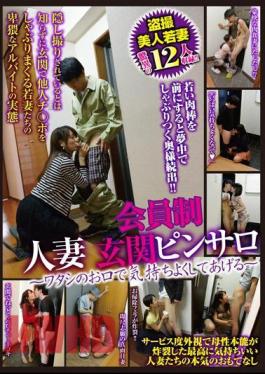 盗撮
美人若妻
12人
若い肉棒を
前にすると夢中で
しゃぶりつく奥様続出!!
隠し撮りされてるとは
知らずに玄関で他人チ○ポを
しゃぶりまくる若妻たちの
卑猥なアルバイトの実態
会員制
人妻 玄関ピンサロ
～ワタシのお口で気持ちよくしてあげる～
サービス度外視で母性本能が
炸裂した最高に気持ちいい
人妻たちの本気のおもてなし